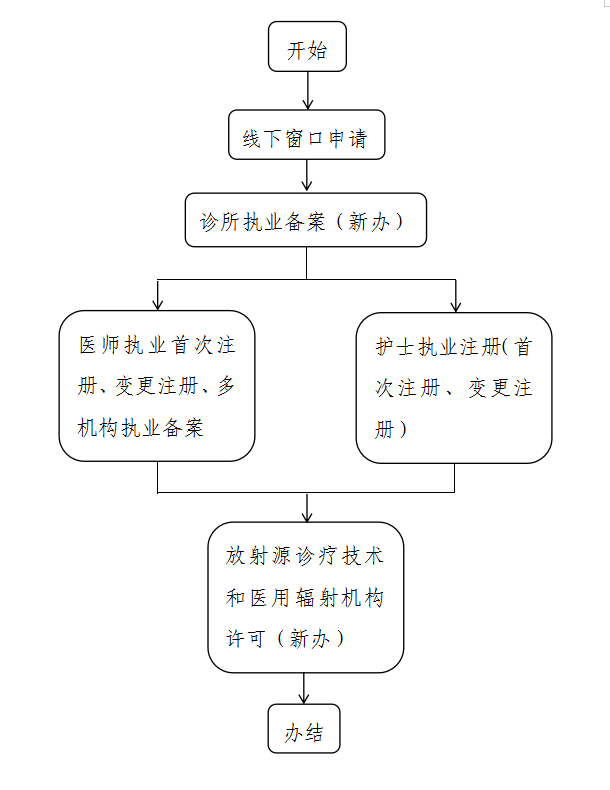 开始
线下窗口申请
诊所执业备案（新办）
医师执业首次注
册、变更注册、多
机构执业备案
护士执业注册（首
次注册、变更注
册）
放射源诊疗技术
和医用辐射机构
许可（新办）
办结